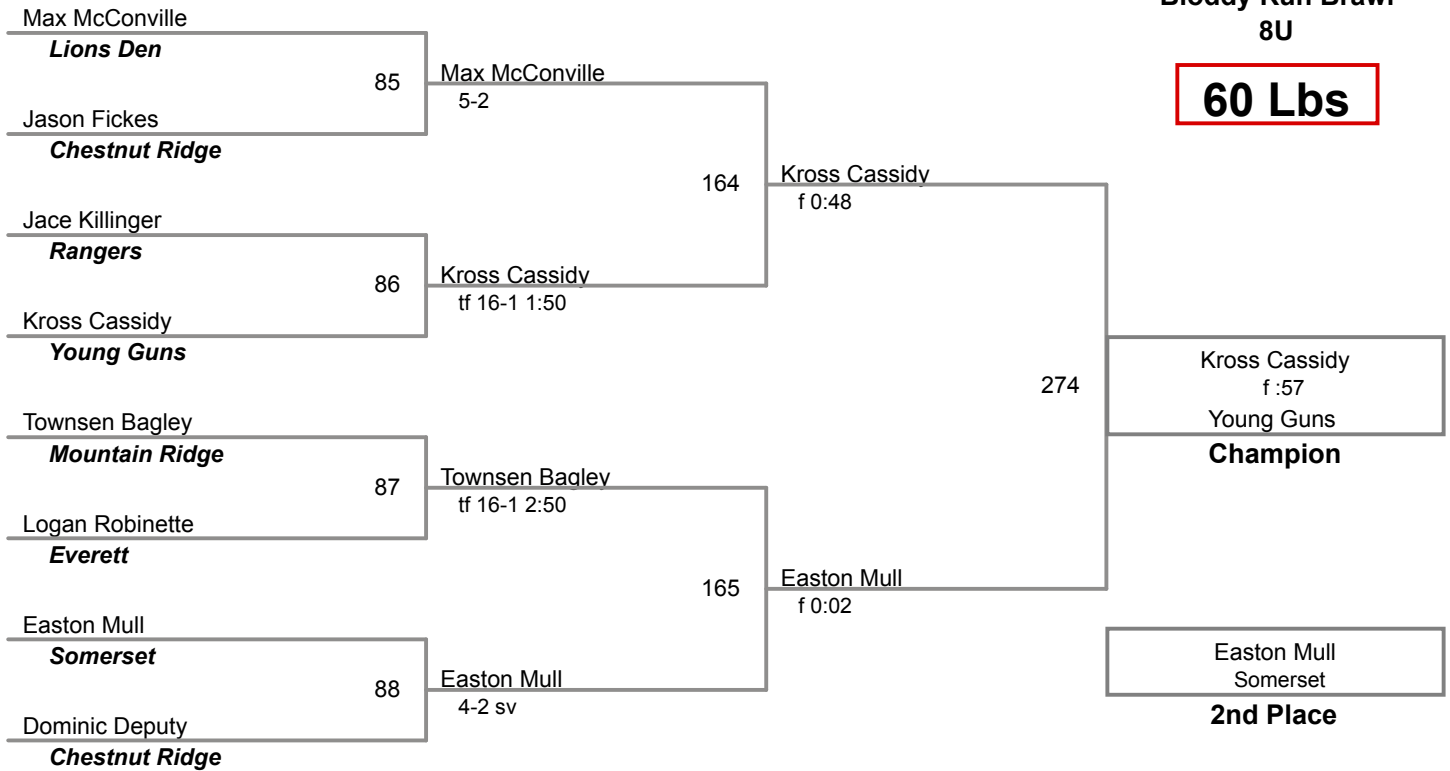 Bloody Run Brawl
8U
60 Lbs
Max McConville
Lions Den
85
Max McConville
5-2
Jason Fickes
Chestnut Ridge
164
Kross Cassidy
f 0:48
Jace Killinger
Rangers
86
Kross Cassidy
tf 16-1 1:50
Kross Cassidy
Young Guns
274
Kross Cassidy
f :57
Young Guns
Champion
Townsen Bagley
Mountain Ridge
87
Townsen Bagley
tf 16-1 2:50
Logan Robinette
Everett
165
Easton Mull
f 0:02
Easton Mull
Somerset
88
Easton Mull
4-2 sv
Dominic Deputy
Chestnut Ridge
Easton Mull
Somerset
2nd Place